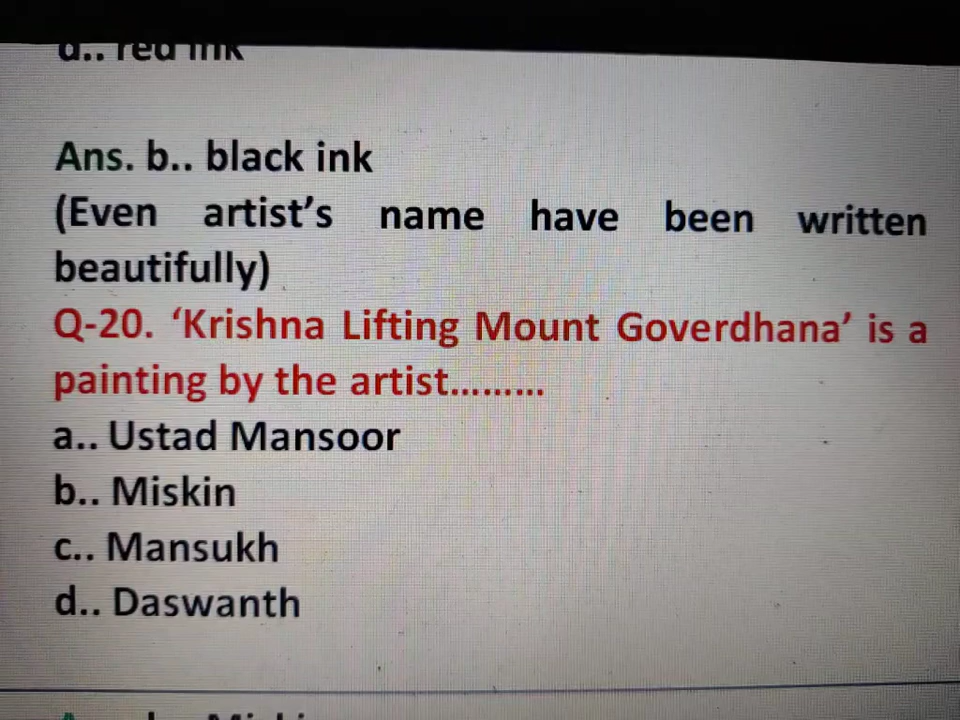 d.. red ink
Ans. b.. black ink
(Even artist's name have been written
beautifully)
Q-20. ‘Krishna Lifting Mount Goverdhana’ is a
painting by the artist.........
a.. Ustad Mansoor
b.. Miskin
c.. Mansukh
d.. Daswanth